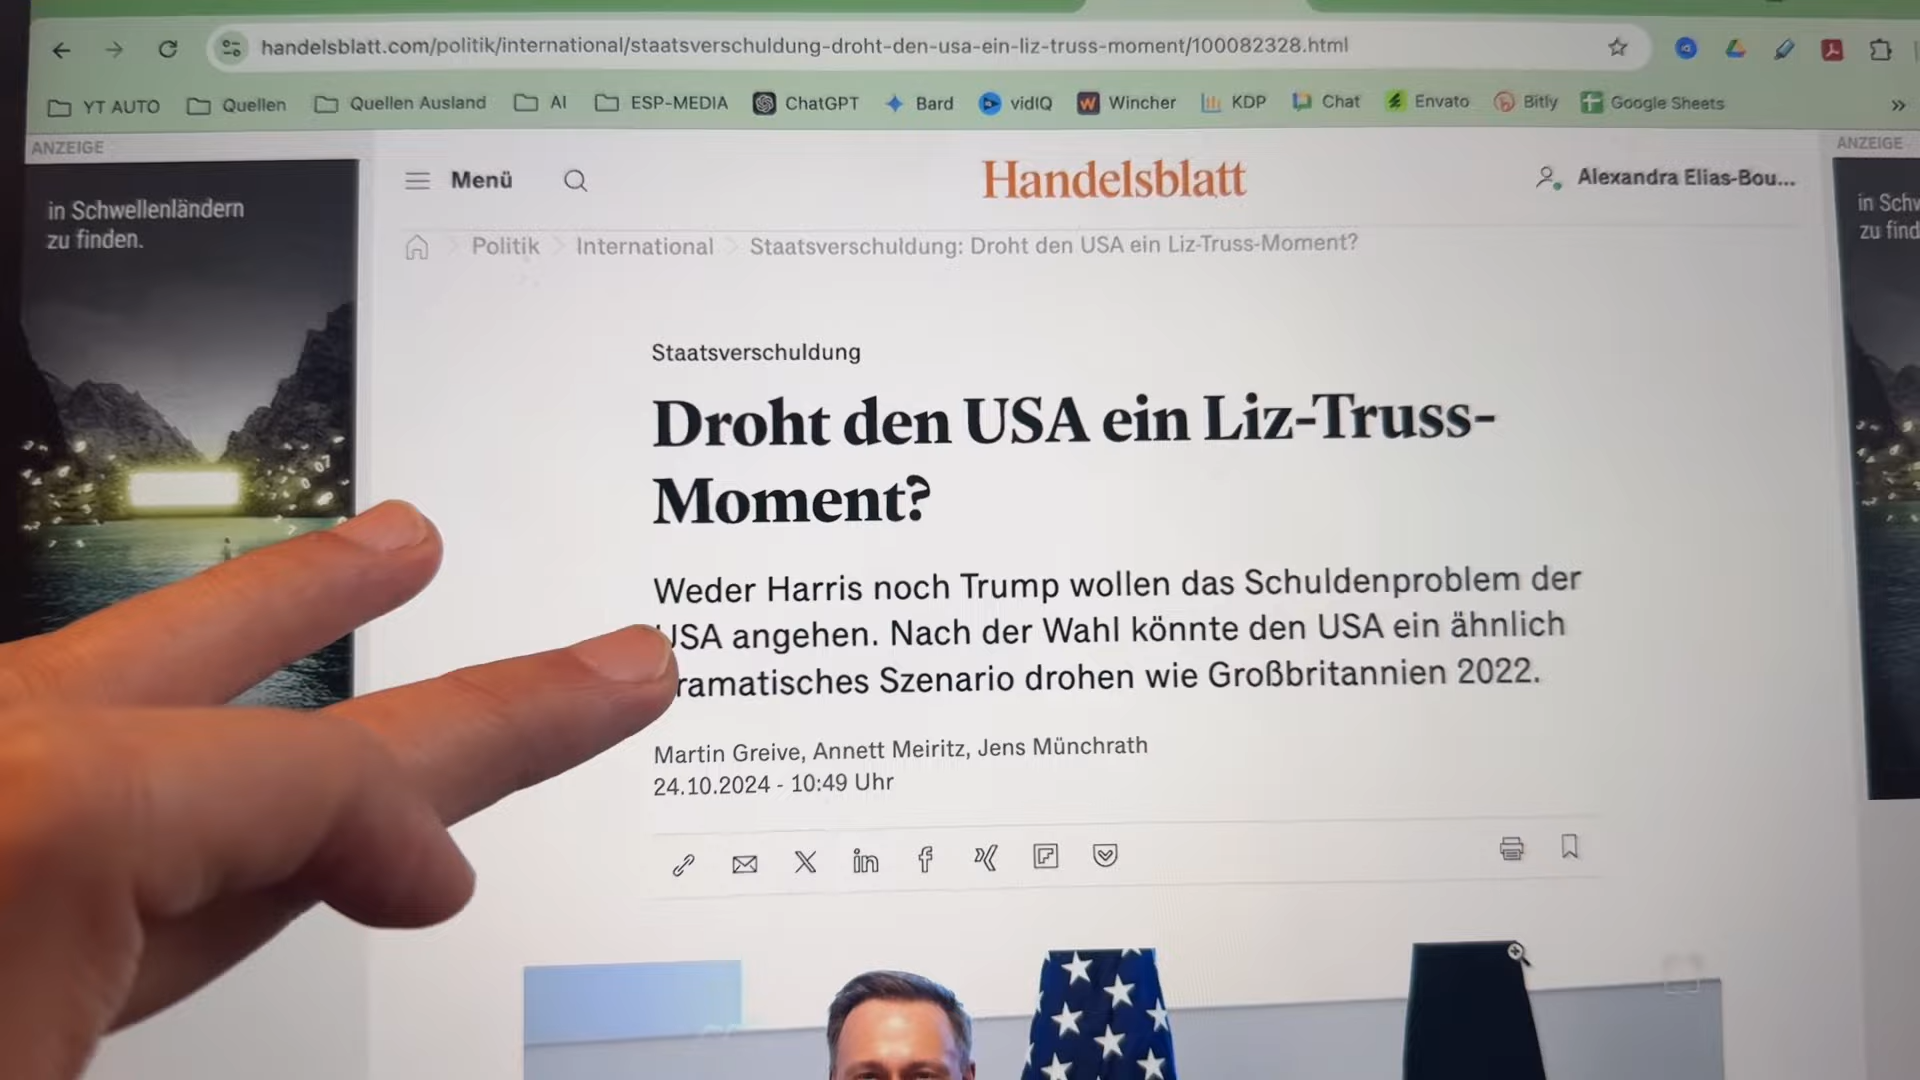 handelsblatt.com/politik/international/staatsverschuldung-droht-den-usa-ein-liz-truss-moment/100082328.html
YT AUTO Quellen Quellen Ausland AI ESP-MEDIA ChatGPT Bard vidIQ Wincher KDP Chat Envato Bitly Google Sheets »
ANZEIGE
ANZEIGE
in Schwellenländern
zu finden.
Menü
Handelsblatt
Alexandra Elias-Bou...
in Schw
zu find
Politik International Staatsverschuldung: Droht den USA ein Liz-Truss-Moment?
Staatsverschuldung
Droht den USA ein Liz-Truss-
Moment?
Weder Harris noch Trump wollen das Schuldenproblem der
USA angehen. Nach der Wahl könnte den USA ein ähnlich
ramatisches Szenario drohen wie Großbritannien 2022.
Martin Greive, Annett Meiritz, Jens Münchrath
24.10.2024 - 10:49 Uhr